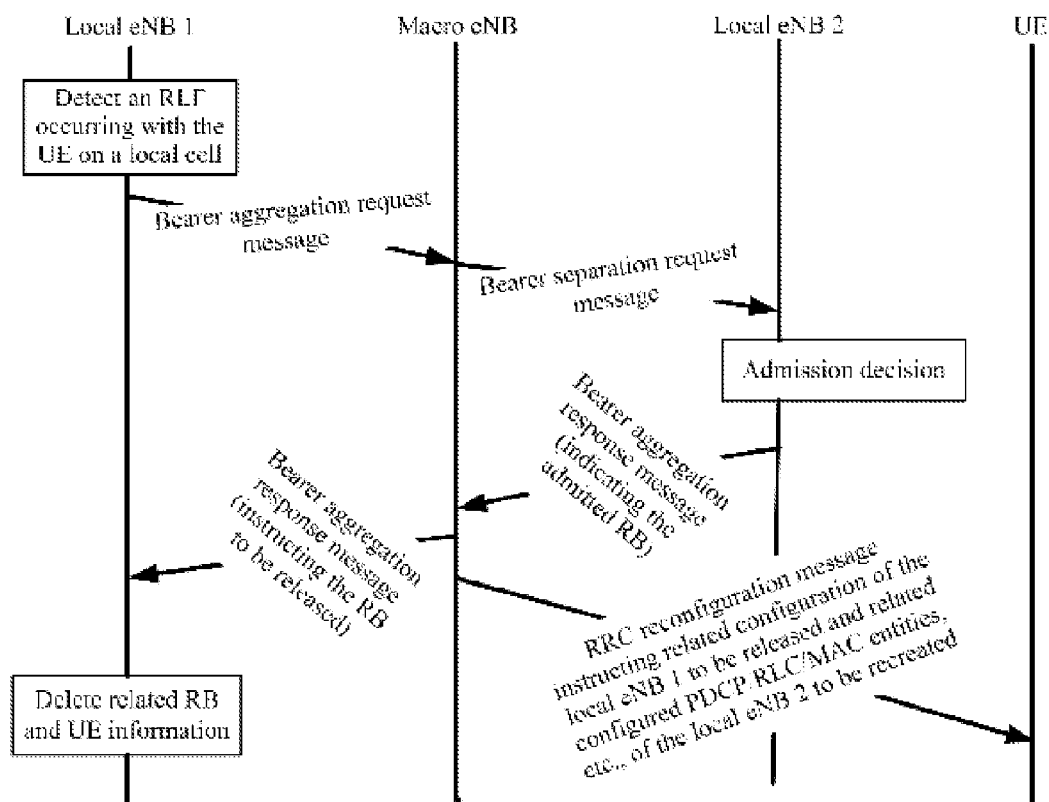 Local eNB 1
Macro eNB
Local eNB 2
UE
Detect an RLF
occurring with the
UE on a local cell
Bearer aggregation request
message
Bearer separation request
message
Admission decision
Bearer aggregation
response message
(indicating the
admitted RB)
Bearer aggregation
response message
(instructing the RB
to be released)
RRC reconfiguration message
instructing related configuration of the
local eNB 1 to be released and related
configured PDCP/RLC/MAC entities,
etc., of the local eNB 2 to be recreated
Delete related RB
and UE information